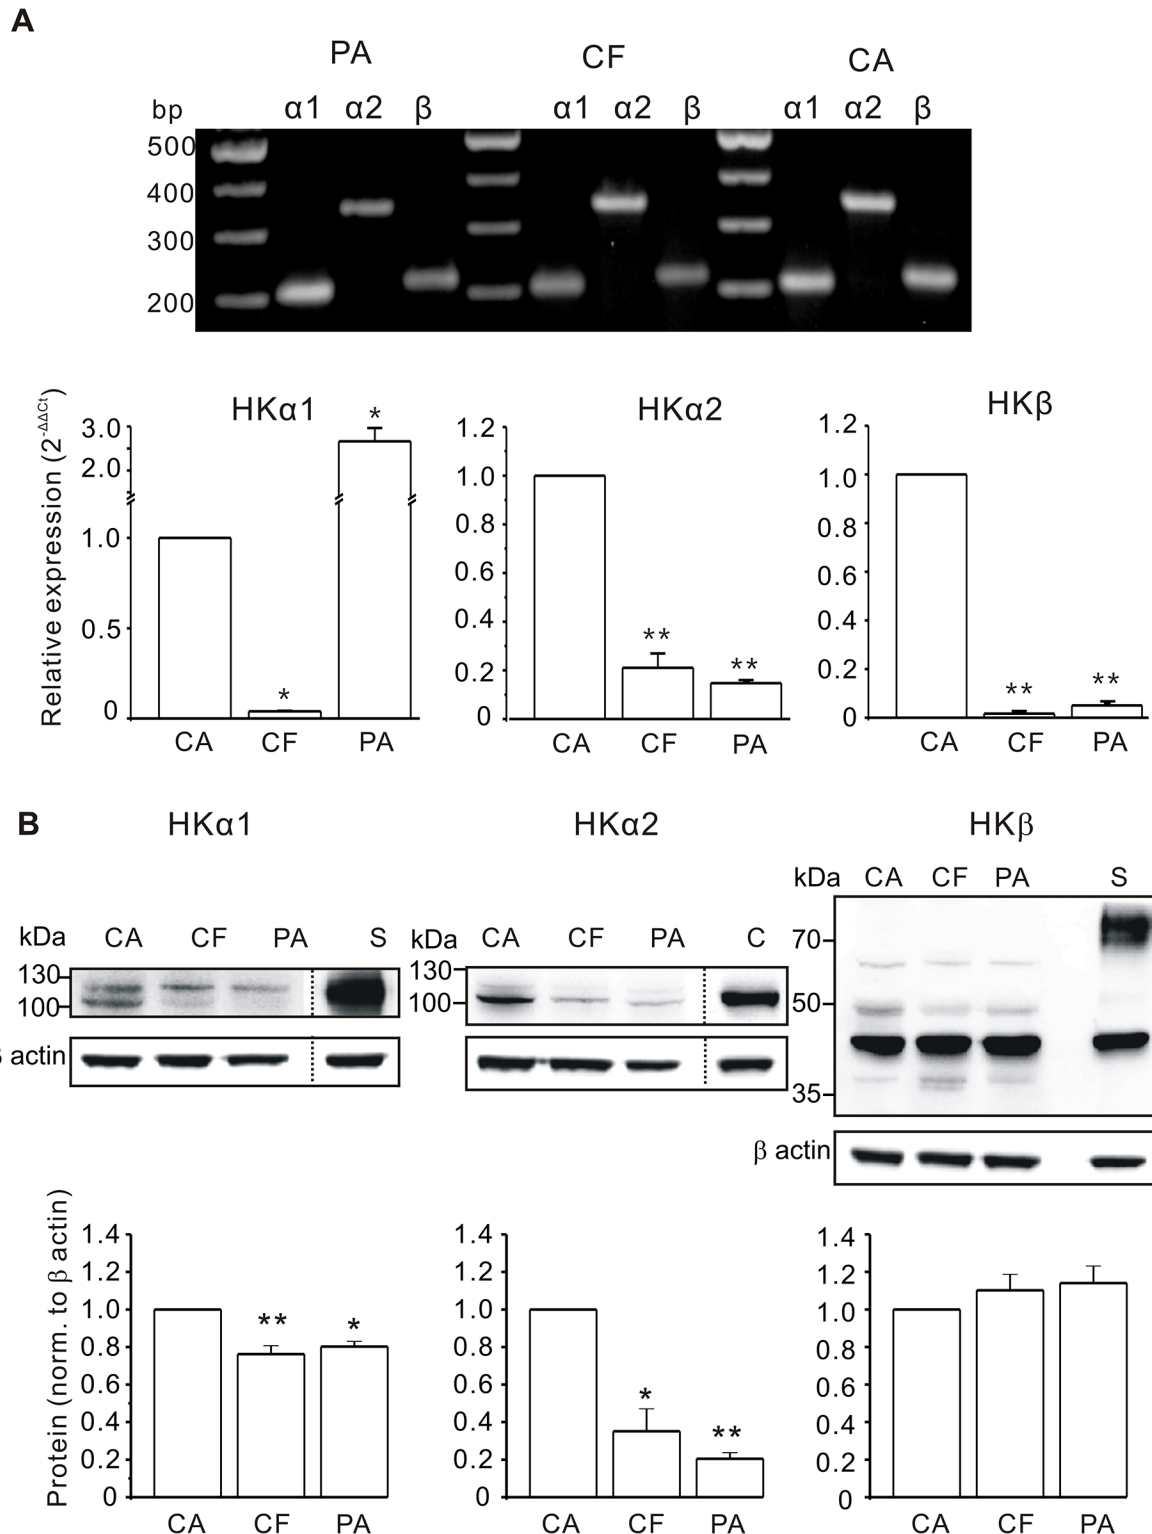 A
PA CF CA
bp α1 α2 β α1 α2 β α1 α2 β
500
400
300
200
Relative expression (2-ΔΔCt)
HKα1 HKα2 HKβ
3.0 * 1.2 1.2
2.0 1.0 1.0
1.0 0.8 0.8
0.6 0.6
0.5 0.4 0.4
** **
* 0.2 ** 0.2 ** **
0 0 0
CA CF PA CA CF PA CA CF PA
B HKα1 HKα2 HKβ
kDa CA CF PA S
kDa CA CF PA S kDa CA CF PA C
70
130 130
100 100 50
actin
35
β actin
Protein (norm. to β actin)
1.4 1.4 1.4
1.2 1.2 1.2
1.0 ** * 1.0 1.0
0.8 0.8 0.8
0.6 0.6 * 0.6
0.4 0.4 ** 0.4
0.2 0.2 0.2
0 0 0
CA CF PA CA CF PA CA CF PA